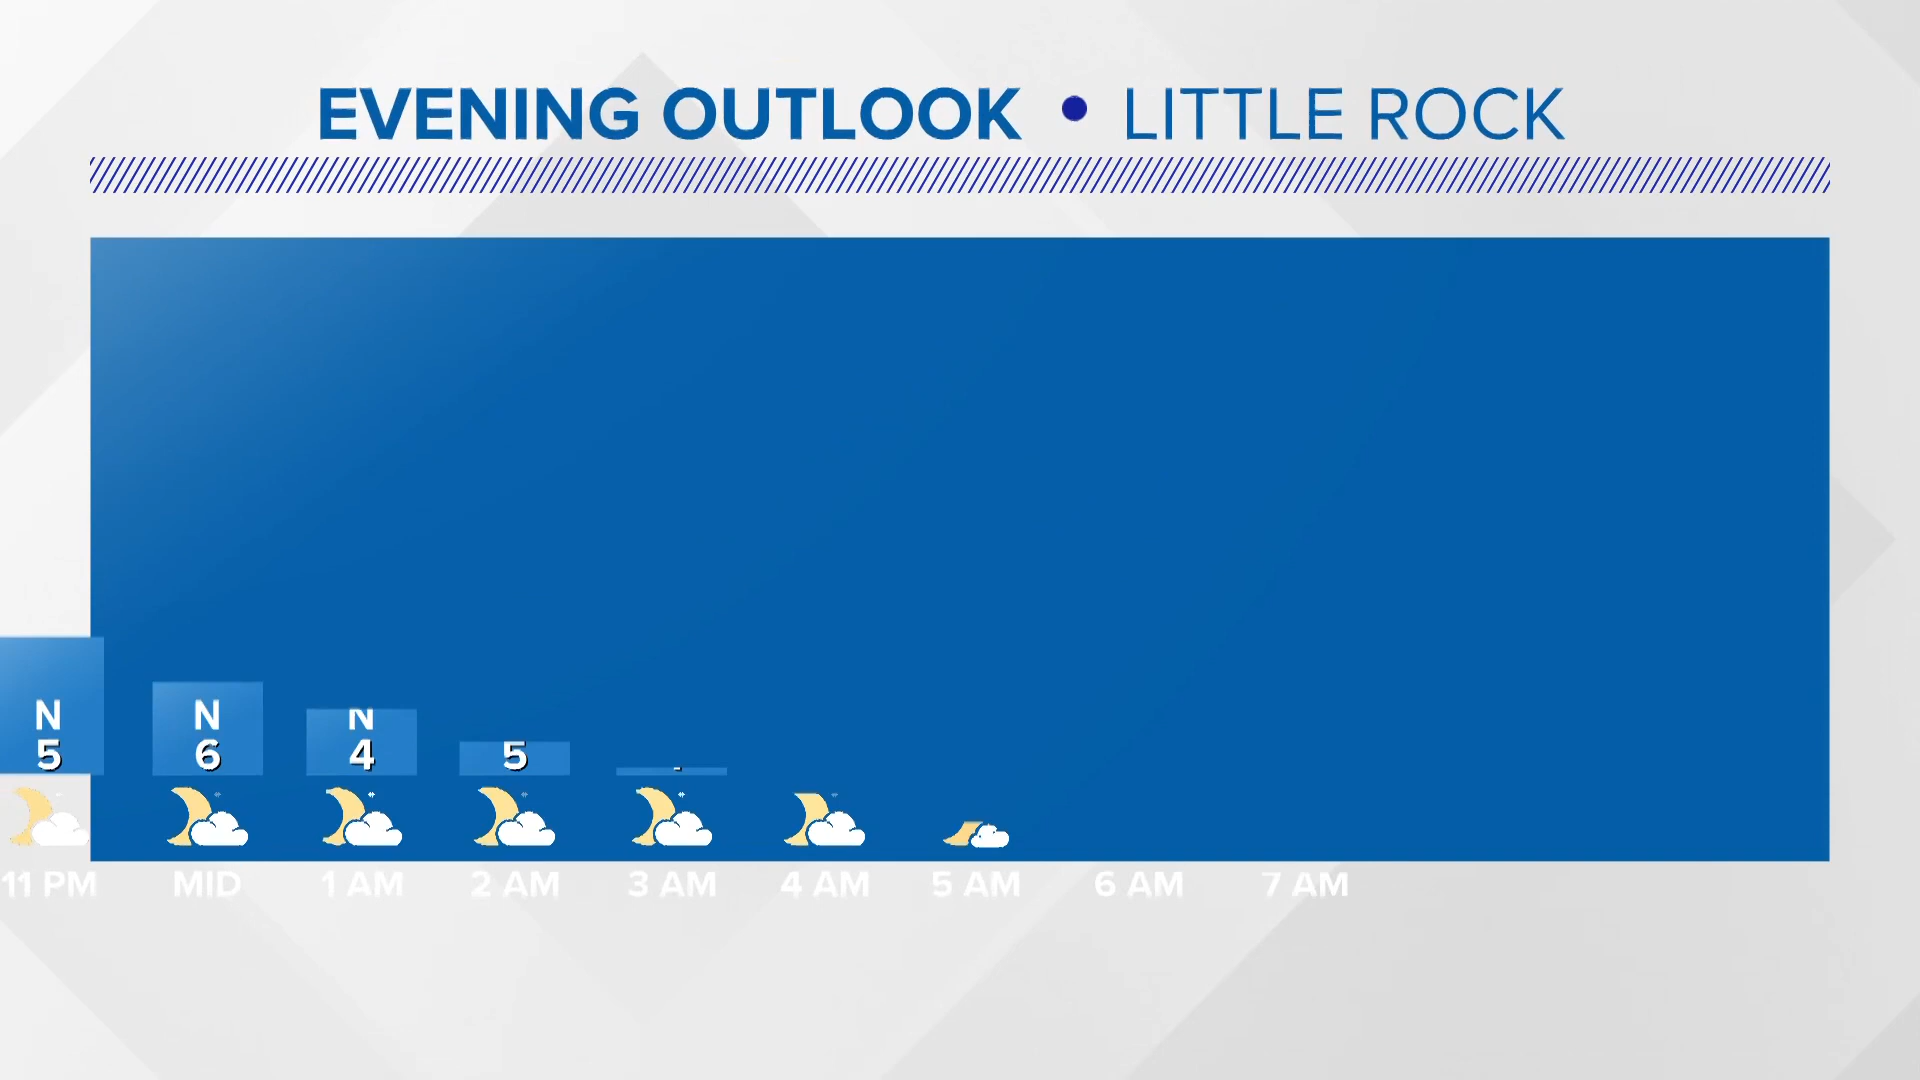 EVENING OUTLOOK • LITTLE ROCK
N N N
5 6 4 5
11 PM MID 1 AM 2 AM 3 AM 4 AM 5 AM 6 AM 7 AM